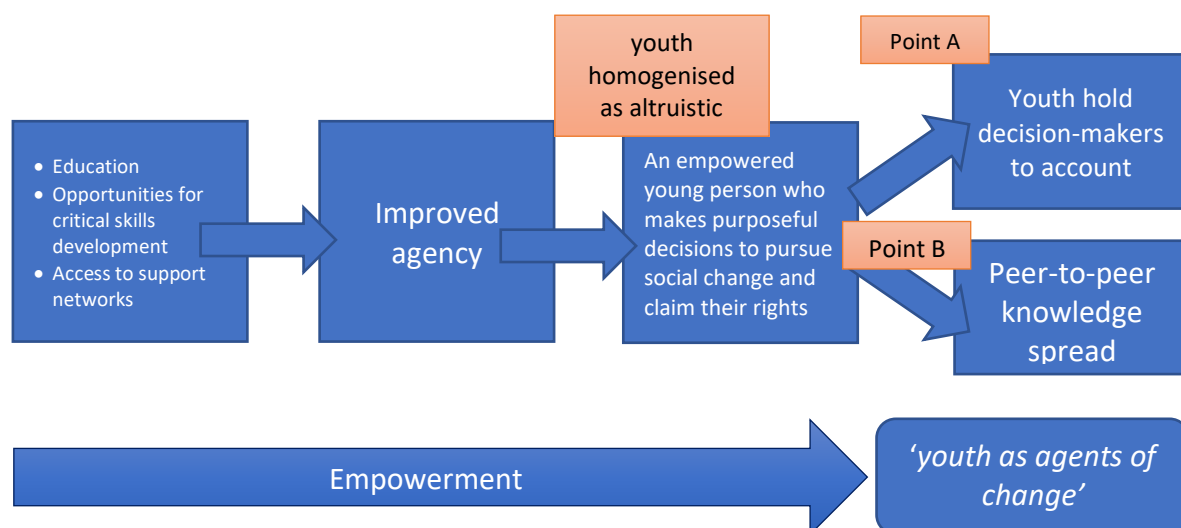 youth
homogenised
as altruistic
Point A
Youth hold
decision-makers
to account
• Education
• Opportunities for
critical skills
development
• Access to support
networks
Improved
agency
An empowered
young person who
makes purposeful
decisions to pursue
social change and
claim their rights
Point B
Peer-to-peer
knowledge
spread
Empowerment
‘youth as agents of
change’